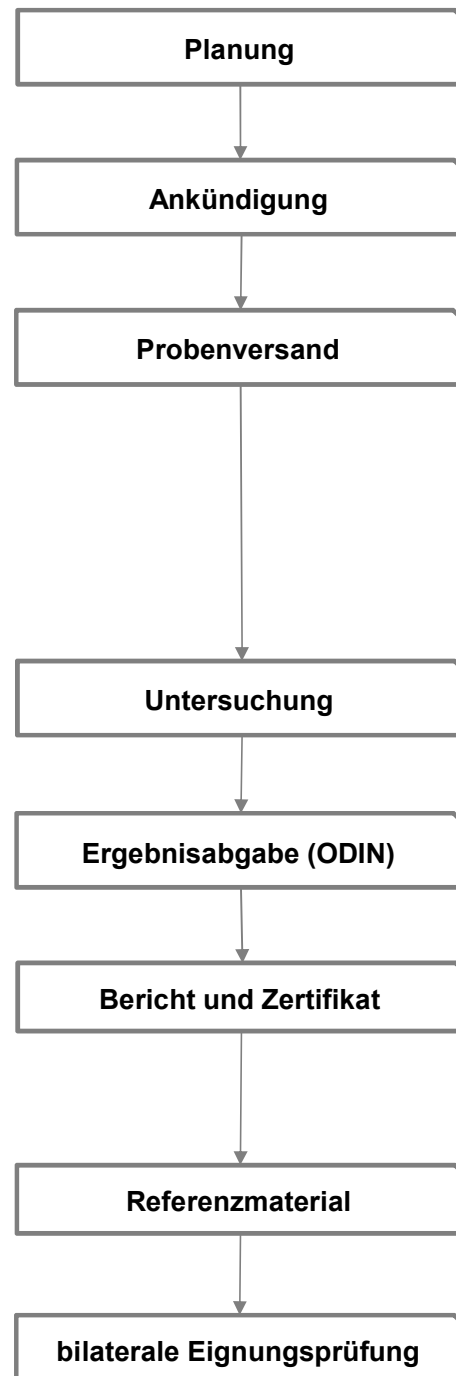 Planung
Ankündigung
Probenversand
Untersuchung
Ergebnisabgabe (ODIN)
Bericht und Zertifikat
Referenzmaterial
bilaterale Eignungsprüfung